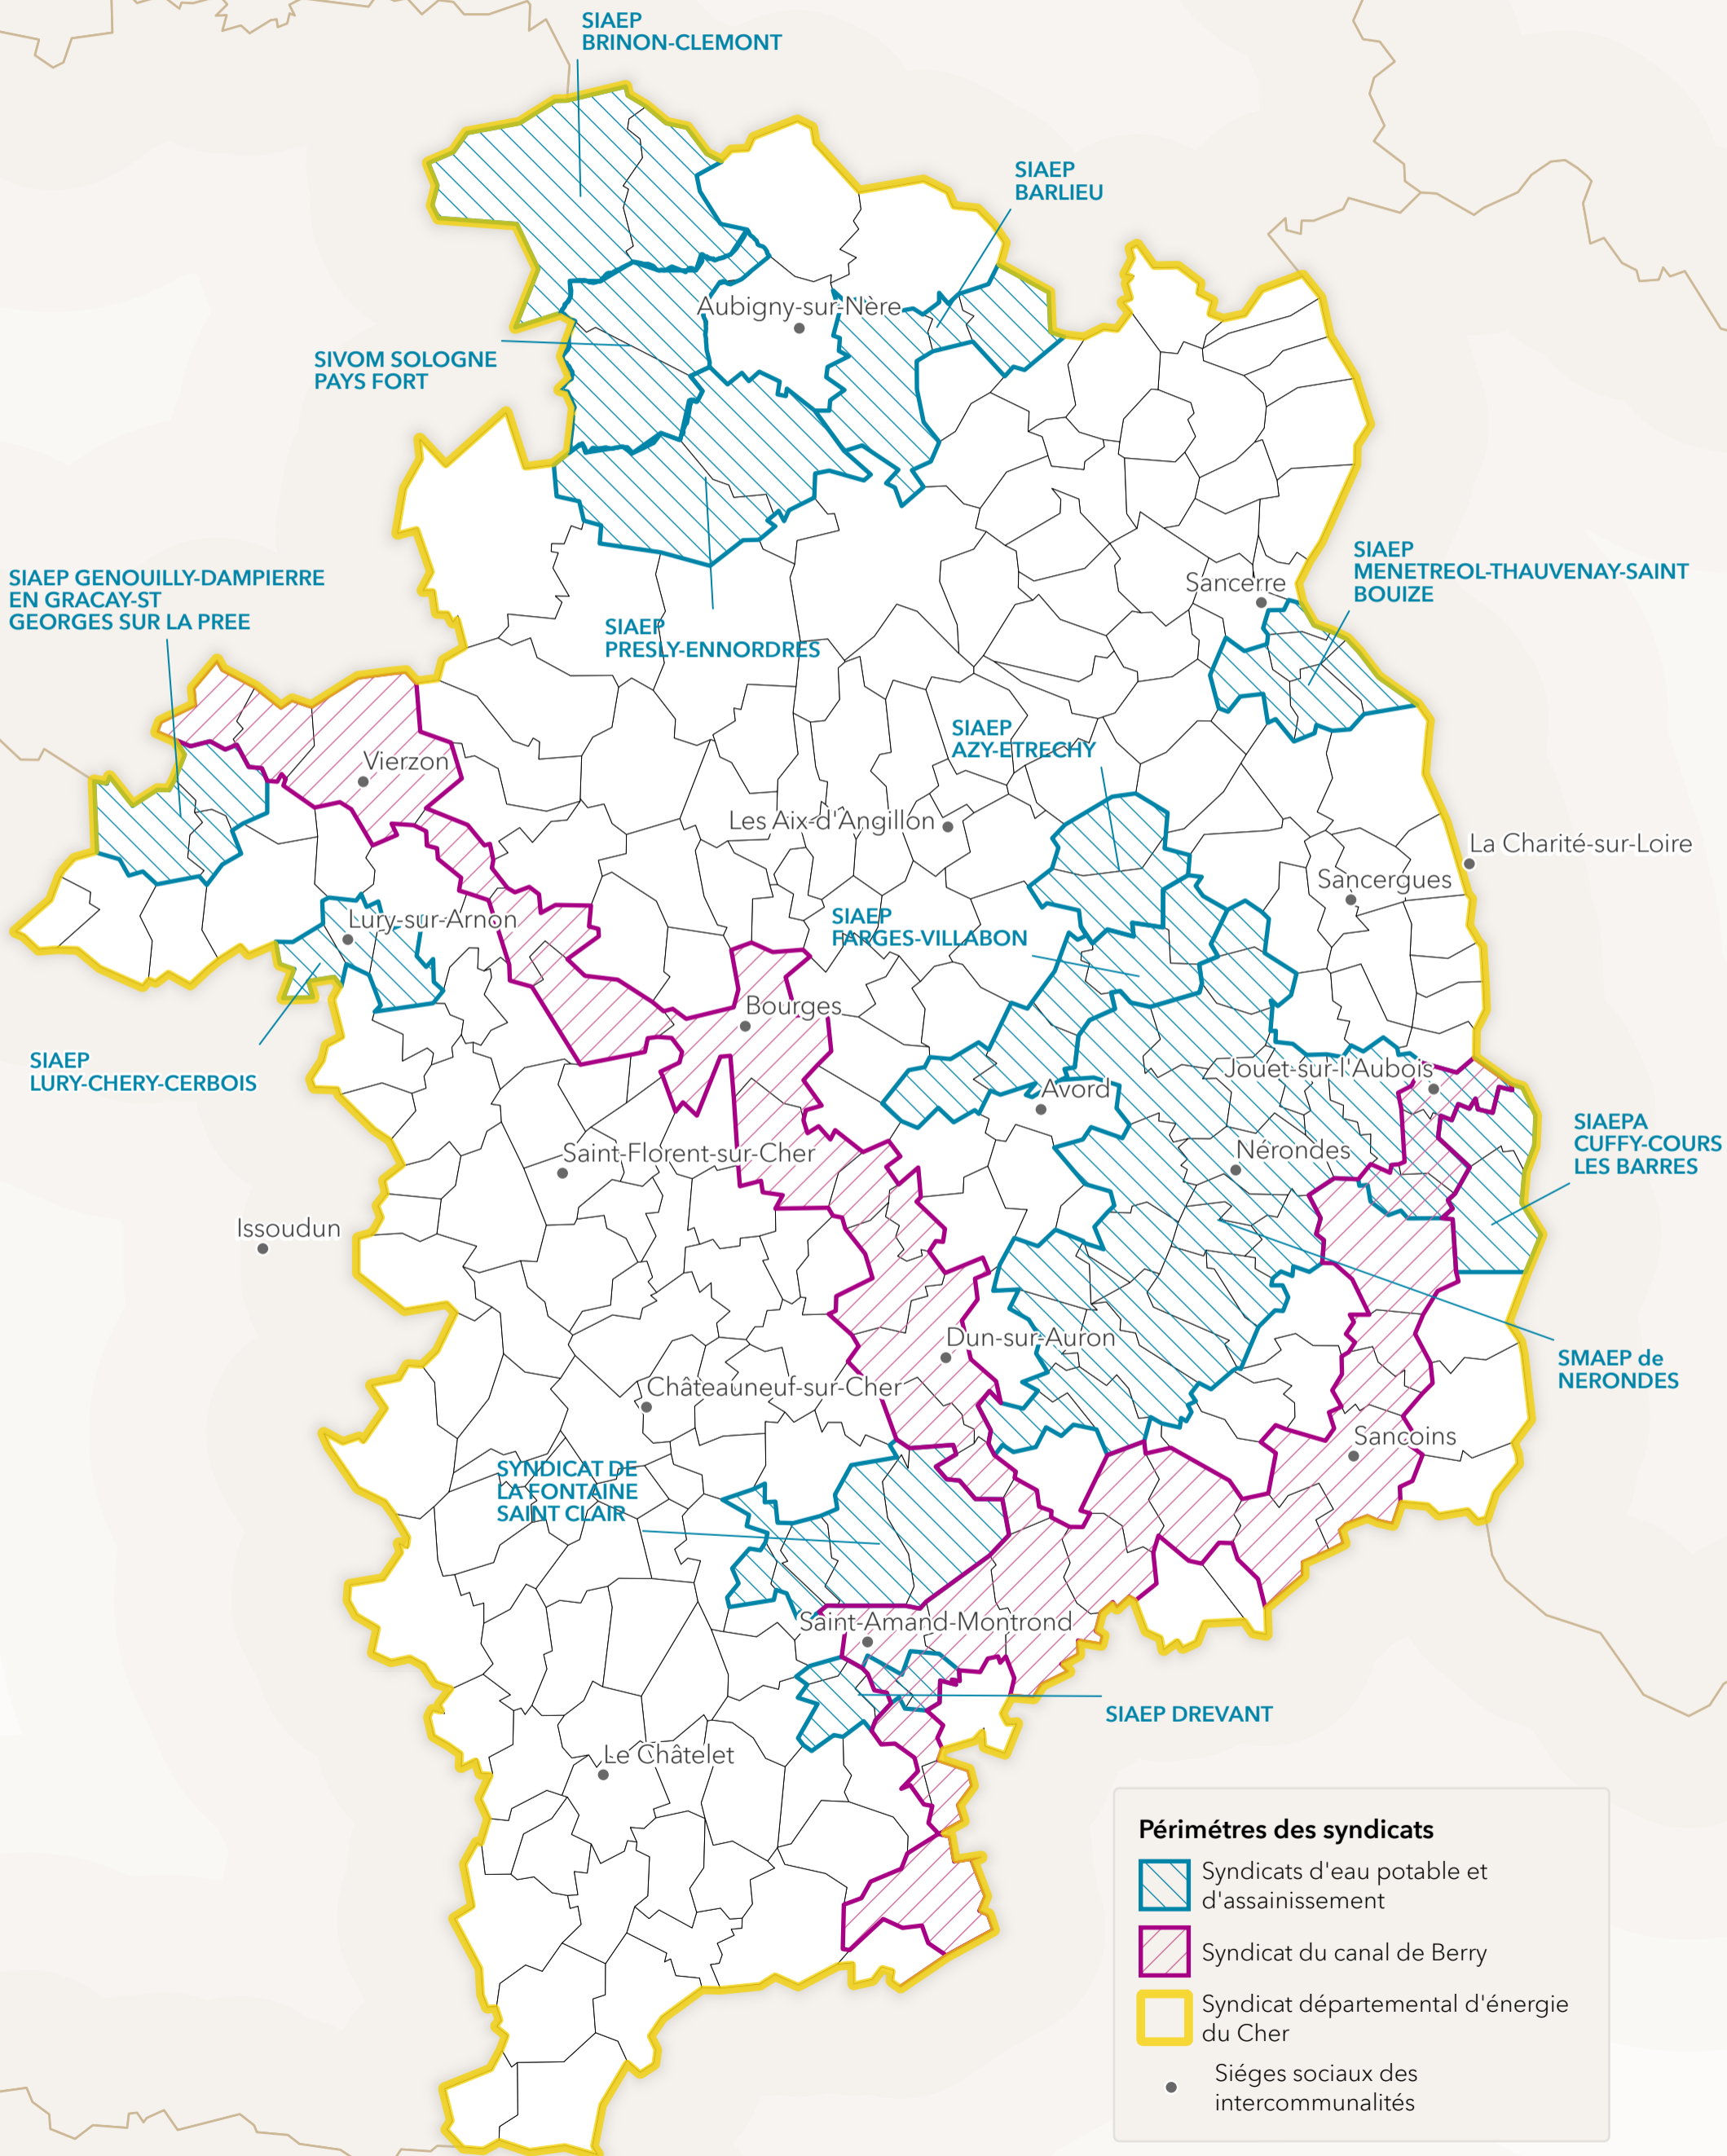 SIAEP
BRINON-CLEMONT
SIAEP
BARLIEU
Aubigny-sur-Nère
SIVOM SOLOGNE
PAYS FORT
SIAEP
MENETREOL-THAUVENAY-SAINT
BOUIZE
Sancerre
SIAEP GENOUILLY-DAMPIERRE
EN GRACAY-ST
GEORGES SUR LA PREE
SIAEP
PRESLY-ENNORDRES
SIAEP
AZY-ETRECHY
Vierzon
Les Aix-d'Angillon
La Charité-sur-Loire
Sancergues
Lury-sur-Arnon
SIAEP
FARGES-VILLABON
Bourges
SIAEP
LURY-CHERY-CERBOIS
Jouet-sur-l'Aubois
Avord
SIAEPA
CUFFY-COURS
LES BARRES
Saint-Florent-sur-Cher
Nérondes
Issoudun
Dun-sur-Auron
SMAEP de
NERONDES
Châteauneuf-sur-Cher
Sancoins
SYNDICAT DE
LA FONTAINE
SAINT CLAIR
Saint-Amand-Montrond
SIAEP DREVANT
Le Châtelet
Périmétres des syndicats
Syndicats d'eau potable et
d'assainissement
Syndicat du canal de Berry
Syndicat départemental d'énergie
du Cher
Siéges sociaux des
intercommunalités